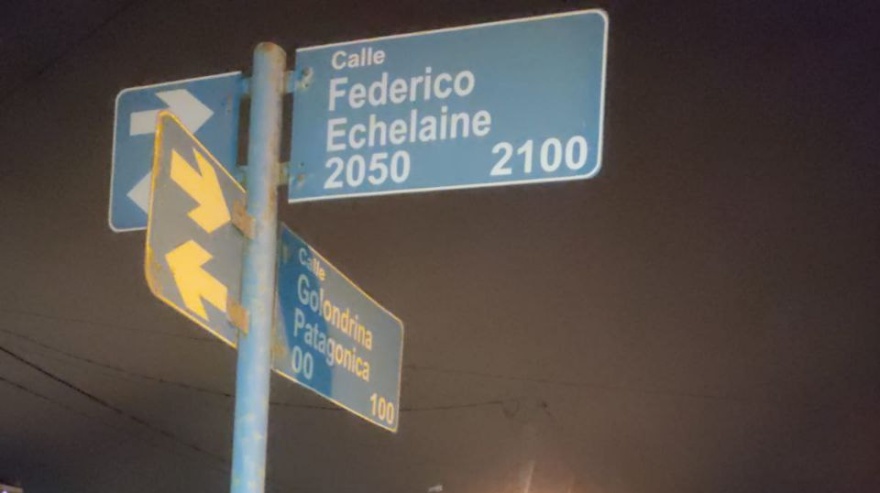 Calle
Federico
Echelaine
2050 2100
Calle
Golondrina
Patagonica
00 100